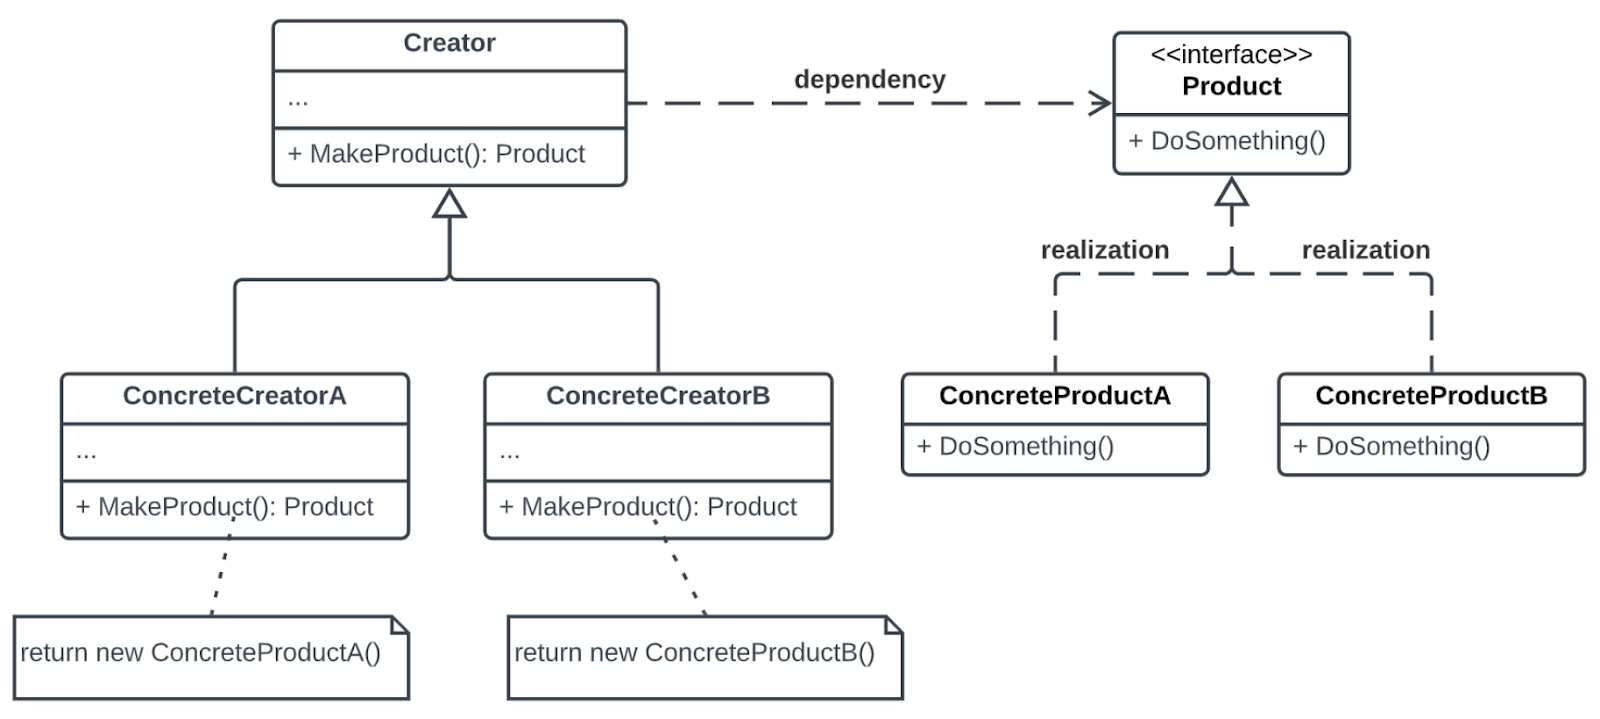 Creator
...
+ MakeProduct(): Product
dependency
<<interface>>
Product
+ DoSomething()
realization
realization
ConcreteCreatorA
...
+ MakeProduct(): Product
ConcreteCreatorB
...
+ MakeProduct(): Product
ConcreteProductA
+ DoSomething()
ConcreteProductB
+ DoSomething()
return new ConcreteProductA()
return new ConcreteProductB()